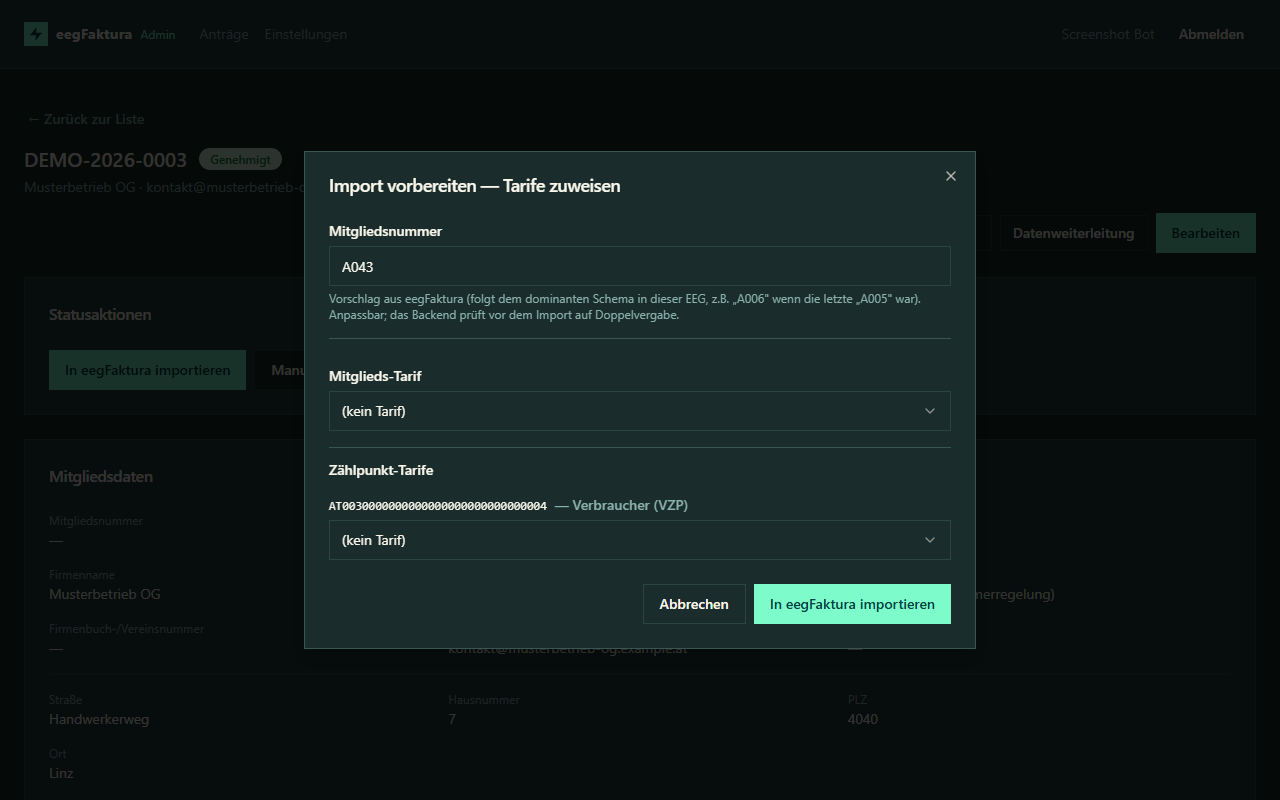 eegFaktura Admin Anträge Einstellungen Screenshot Bot Abmelden
← Zurück zur Liste
DEMO-2026-0003 Genehmigt
Musterbetrieb OG · kontakt@musterbetrieb-o
Datenweiterleitung Bearbeiten
Statusaktionen
In eegFaktura importieren
Import vorbereiten — Tarife zuweisen
Mitgliedsnummer
A043
Vorschlag aus eegFaktura (folgt dem dominanten Schema in dieser EEG, z.B. „A006" wenn die letzte „A005" war).
Anpassbar; das Backend prüft vor dem Import auf Doppelvergabe.
Mitglieds-Tarif
(kein Tarif)
Zählpunkt-Tarife
— Verbraucher (VZP)
(kein Tarif)
Abbrechen In eegFaktura importieren
Mitgliedsdaten
Mitgliedsnummer
—
Firmenname
Musterbetrieb OG
Firmenbuch-/Vereinsnummer
— kontakt@musterbetrieb-og.example.at —
Straße Hausnummer PLZ
Handwerkerweg 7 4040
Ort
Linz